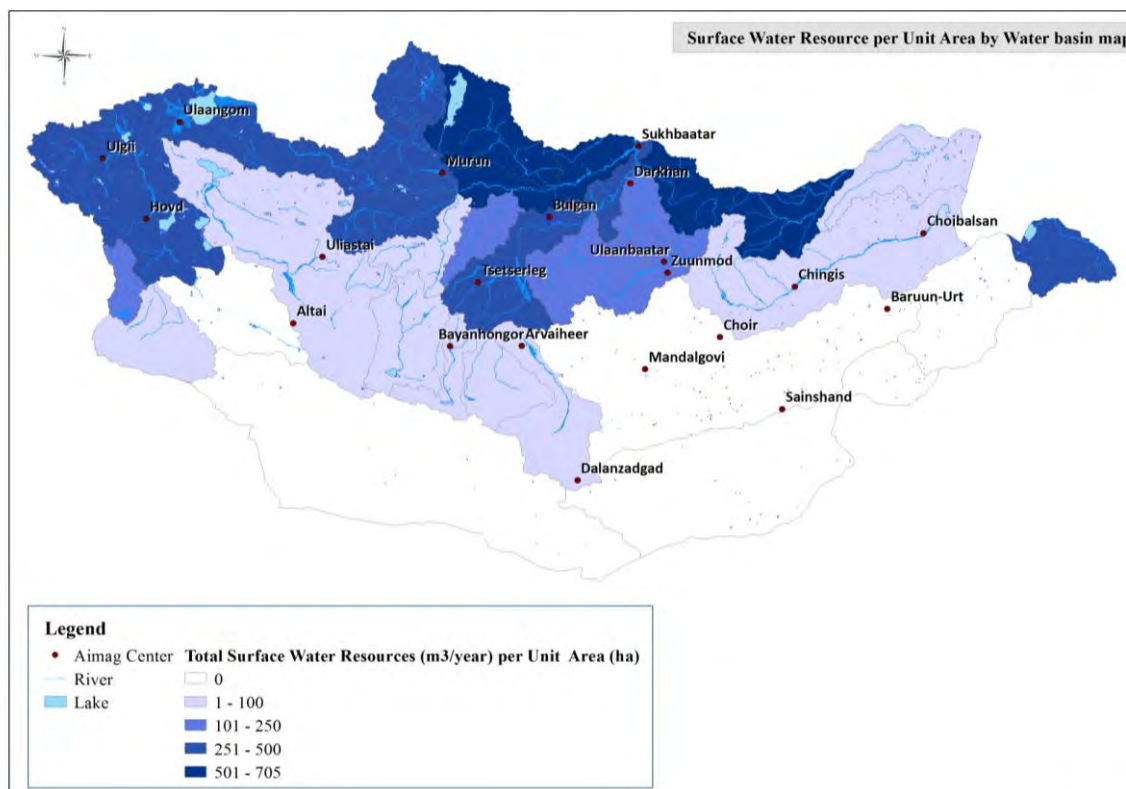 Surface Water Resource per Unit Area by Water basin map
Ulaangom
Ulgii
Sukhbaatar
Murun
Darkhan
Hovd
Bulgan
Choibalsan
Uliastai
Ulaanbaatar
Zuunmod
Tsetserleg
Chingis
Baruun-Urt
Altai
Bayanhongor
Arvaiheer
Choir
Mandalgovi
Sainshand
Dalanzadgad
Legend
Aimag Center
River
Lake
Total Surface Water Resources (m3/year) per Unit Area (ha)
0
1 - 100
101 - 250
251 - 500
501 - 705